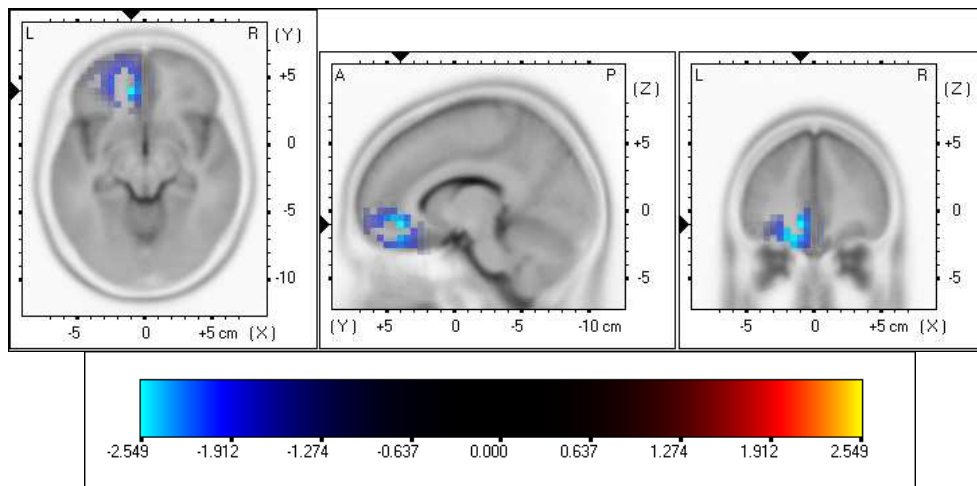 L R (Y)
+5
0
-5
-10
-5 0 +5 cm (X)
A P (Z)
+5
0
-5
(Y) +5 0 -5 -10 cm
L R (Z)
+5
0
-5
-5 0 +5 cm (X)
-2.549 -1.912 -1.274 -0.637 0.000 0.637 1.274 1.912 2.549